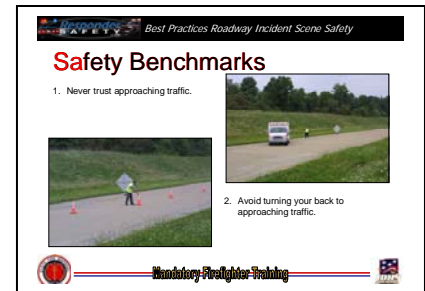 Responder
SAFETY
Best Practices Roadway Incident Scene Safety
Safety Benchmarks
1. Never trust approaching traffic.
2. Avoid turning your back to
approaching traffic.
Mandatory Firefighter Training